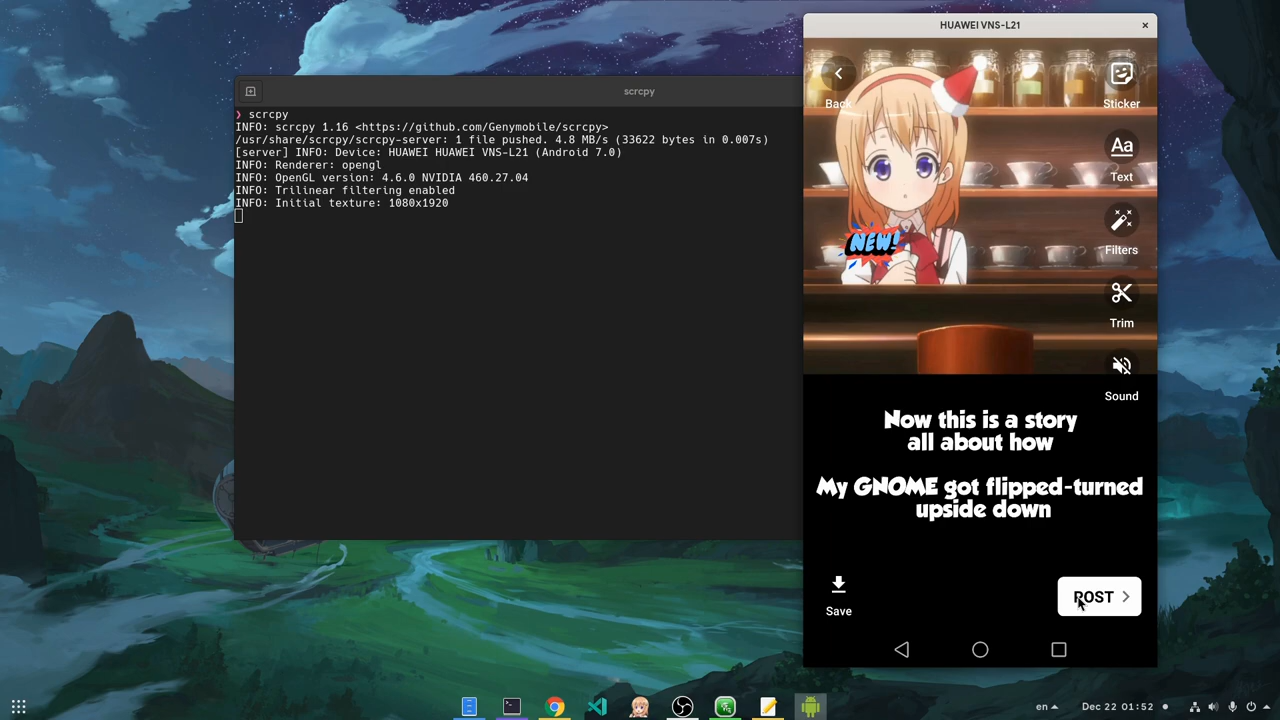 scrcpy
❯ scrcpy
INFO: scrcpy 1.16 <https://github.com/Genymobile/scrcpy>
/usr/share/scrcpy/scrcpy-server: 1 file pushed. 4.8 MB/s (33622 bytes in 0.007s)
[server] INFO: Device: HUAWEI HUAWEI VNS-L21 (Android 7.0)
INFO: Renderer: opengl
INFO: OpenGL version: 4.6.0 NVIDIA 460.27.04
INFO: Trilinear filtering enabled
INFO: Initial texture: 1080x1920
HUAWEI VNS-L21
Back
Sticker
Aa
Text
Filters
NEW!
Trim
Sound
Now this is a story
all about how
My GNOME got flipped-turned
upside down
Save
POST
en
Dec 22 01:52